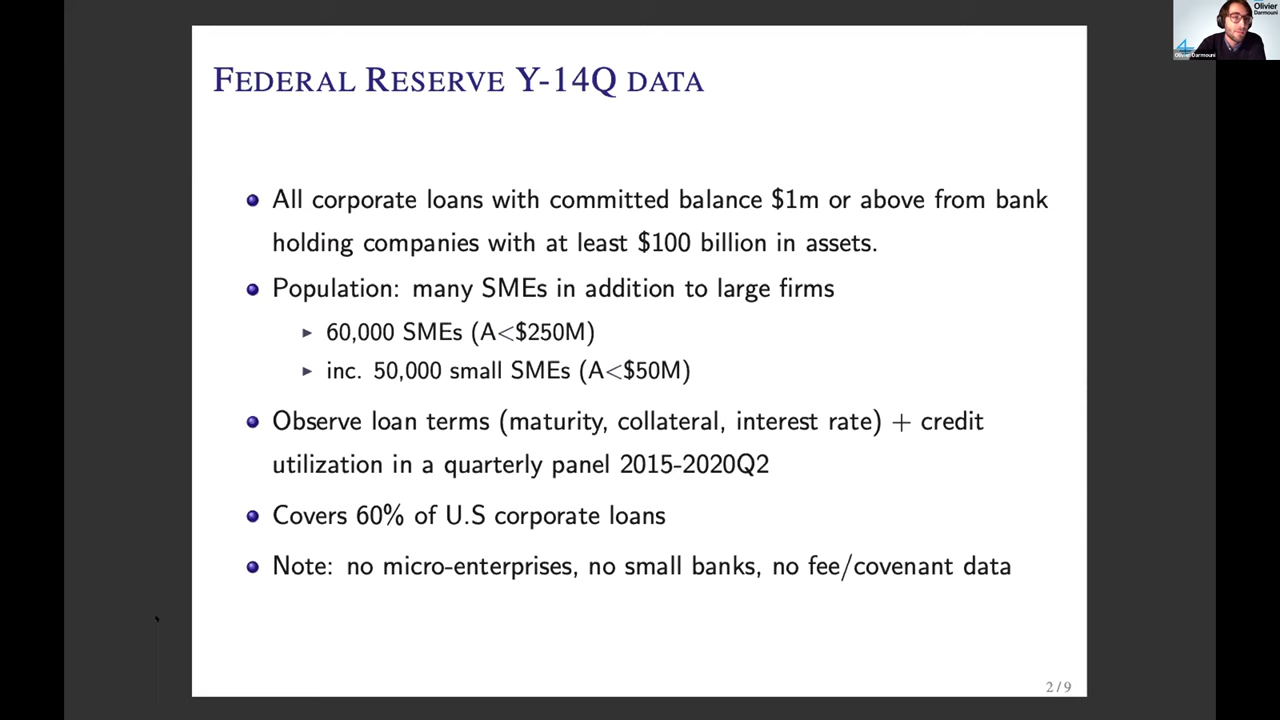 FEDERAL RESERVE Y-14Q DATA
All corporate loans with committed balance $1m or above from bank
holding companies with at least $100 billion in assets.
Population: many SMEs in addition to large firms
60,000 SMEs (A<$250M)
inc. 50,000 small SMEs (A<$50M)
Observe loan terms (maturity, collateral, interest rate) + credit
utilization in a quarterly panel 2015-2020Q2
Covers 60% of U.S corporate loans
Note: no micro-enterprises, no small banks, no fee/covenant data
2/9
Olivier
Darmouni
Olivier Darmouni